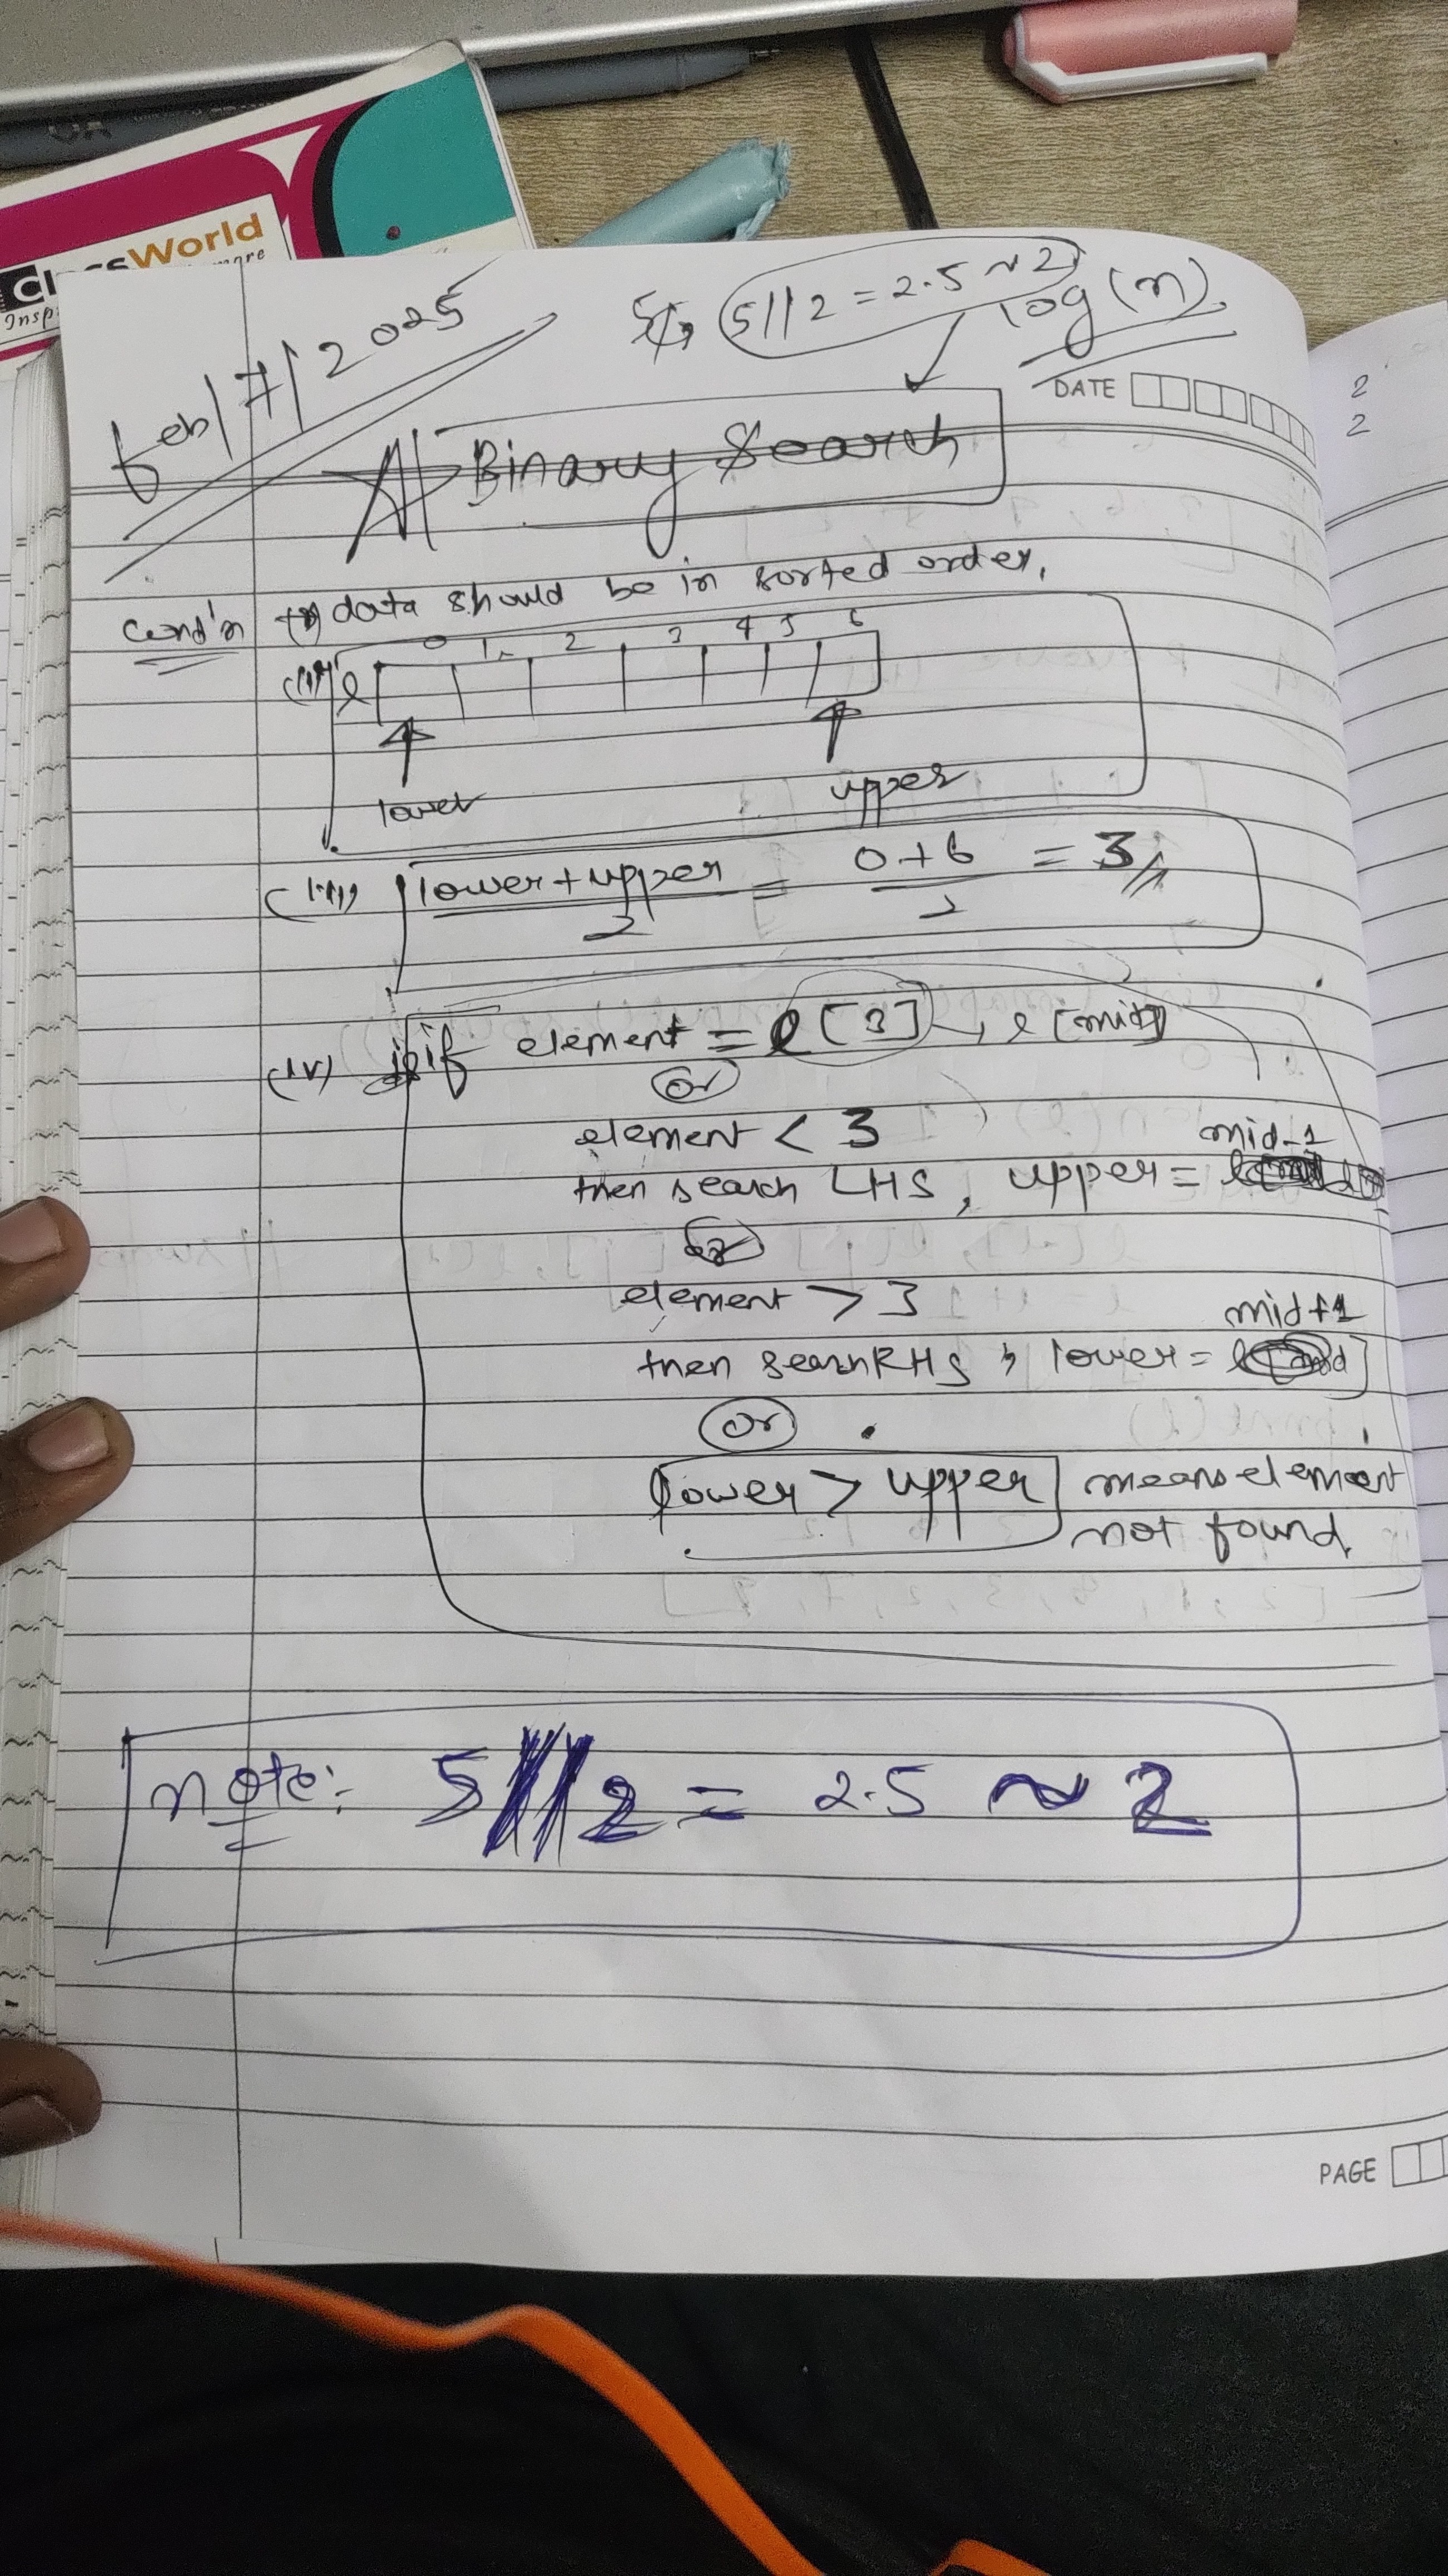 World
more
Insp
Feb/7/2025
5//2 = 2.5 ~ 2
log(n)
DATE
2
2
A/ Binary Search
Cond'n (i) data should be in sorted order,
0 1 2 3 4 5 6
(ii) l
lower
upper
(iii) lower+upper/2 = 0+6/2 = 3
(iv) if element = l[3] → l[mid]
or
element < 3
mid-1
then search LHS, upper =
or
element > 3
mid+1
then search RHS, lower =
or
lower > upper means element
not found
note: 5//2 = 2.5 ~ 2
PAGE